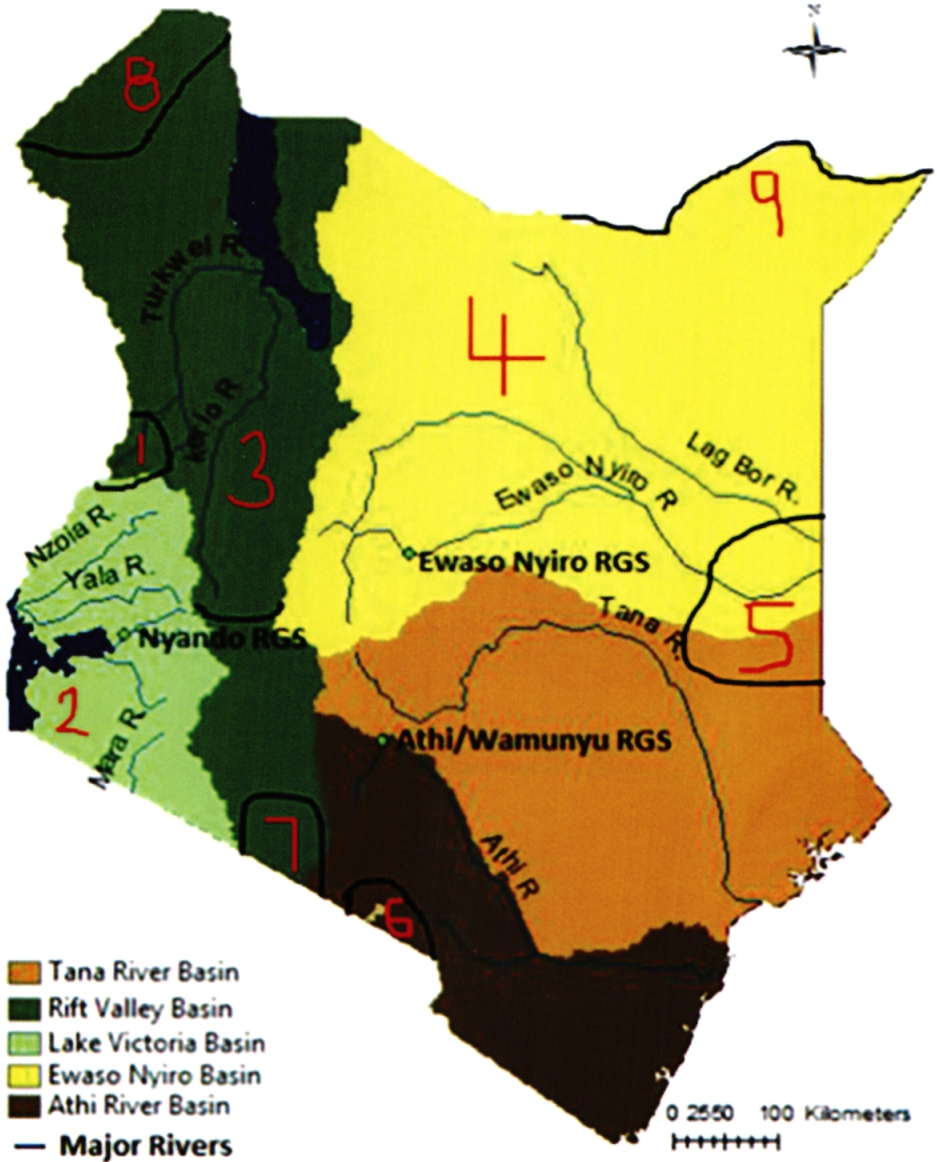 N
8
9
Turkwel R.
4
Kerio R
1
3
Lag Bor R.
Ewaso Nyiro R
Nzoia R.
Ewaso Nyiro RGS
Yala R.
Tana R.
5
Nyando RGS
2
Mara R
Athi/Wamunyu RGS
7
Athi R
6
Tana River Basin
Rift Valley Basin
Lake Victoria Basin
Ewaso Nyiro Basin
Athi River Basin
Major Rivers
0 2550 100 Kilometers